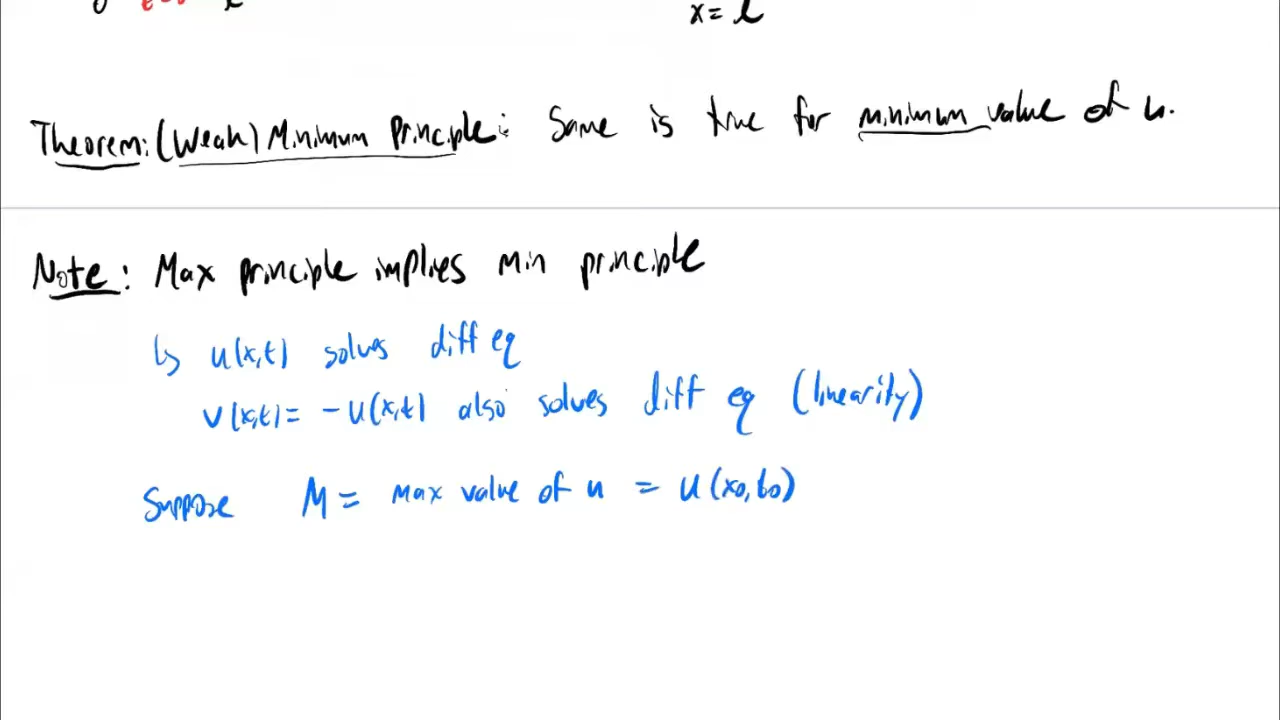 x = l
Theorem: (Weak) Minimum Principle: Same is true for minimum value of u.
Note: Max principle implies min principle
↳ u(x,t) solves diff eq
v(x,t) = -u(x,t) also solves diff eq (linearity)
Suppose M = max value of u = u(x₀,t₀)